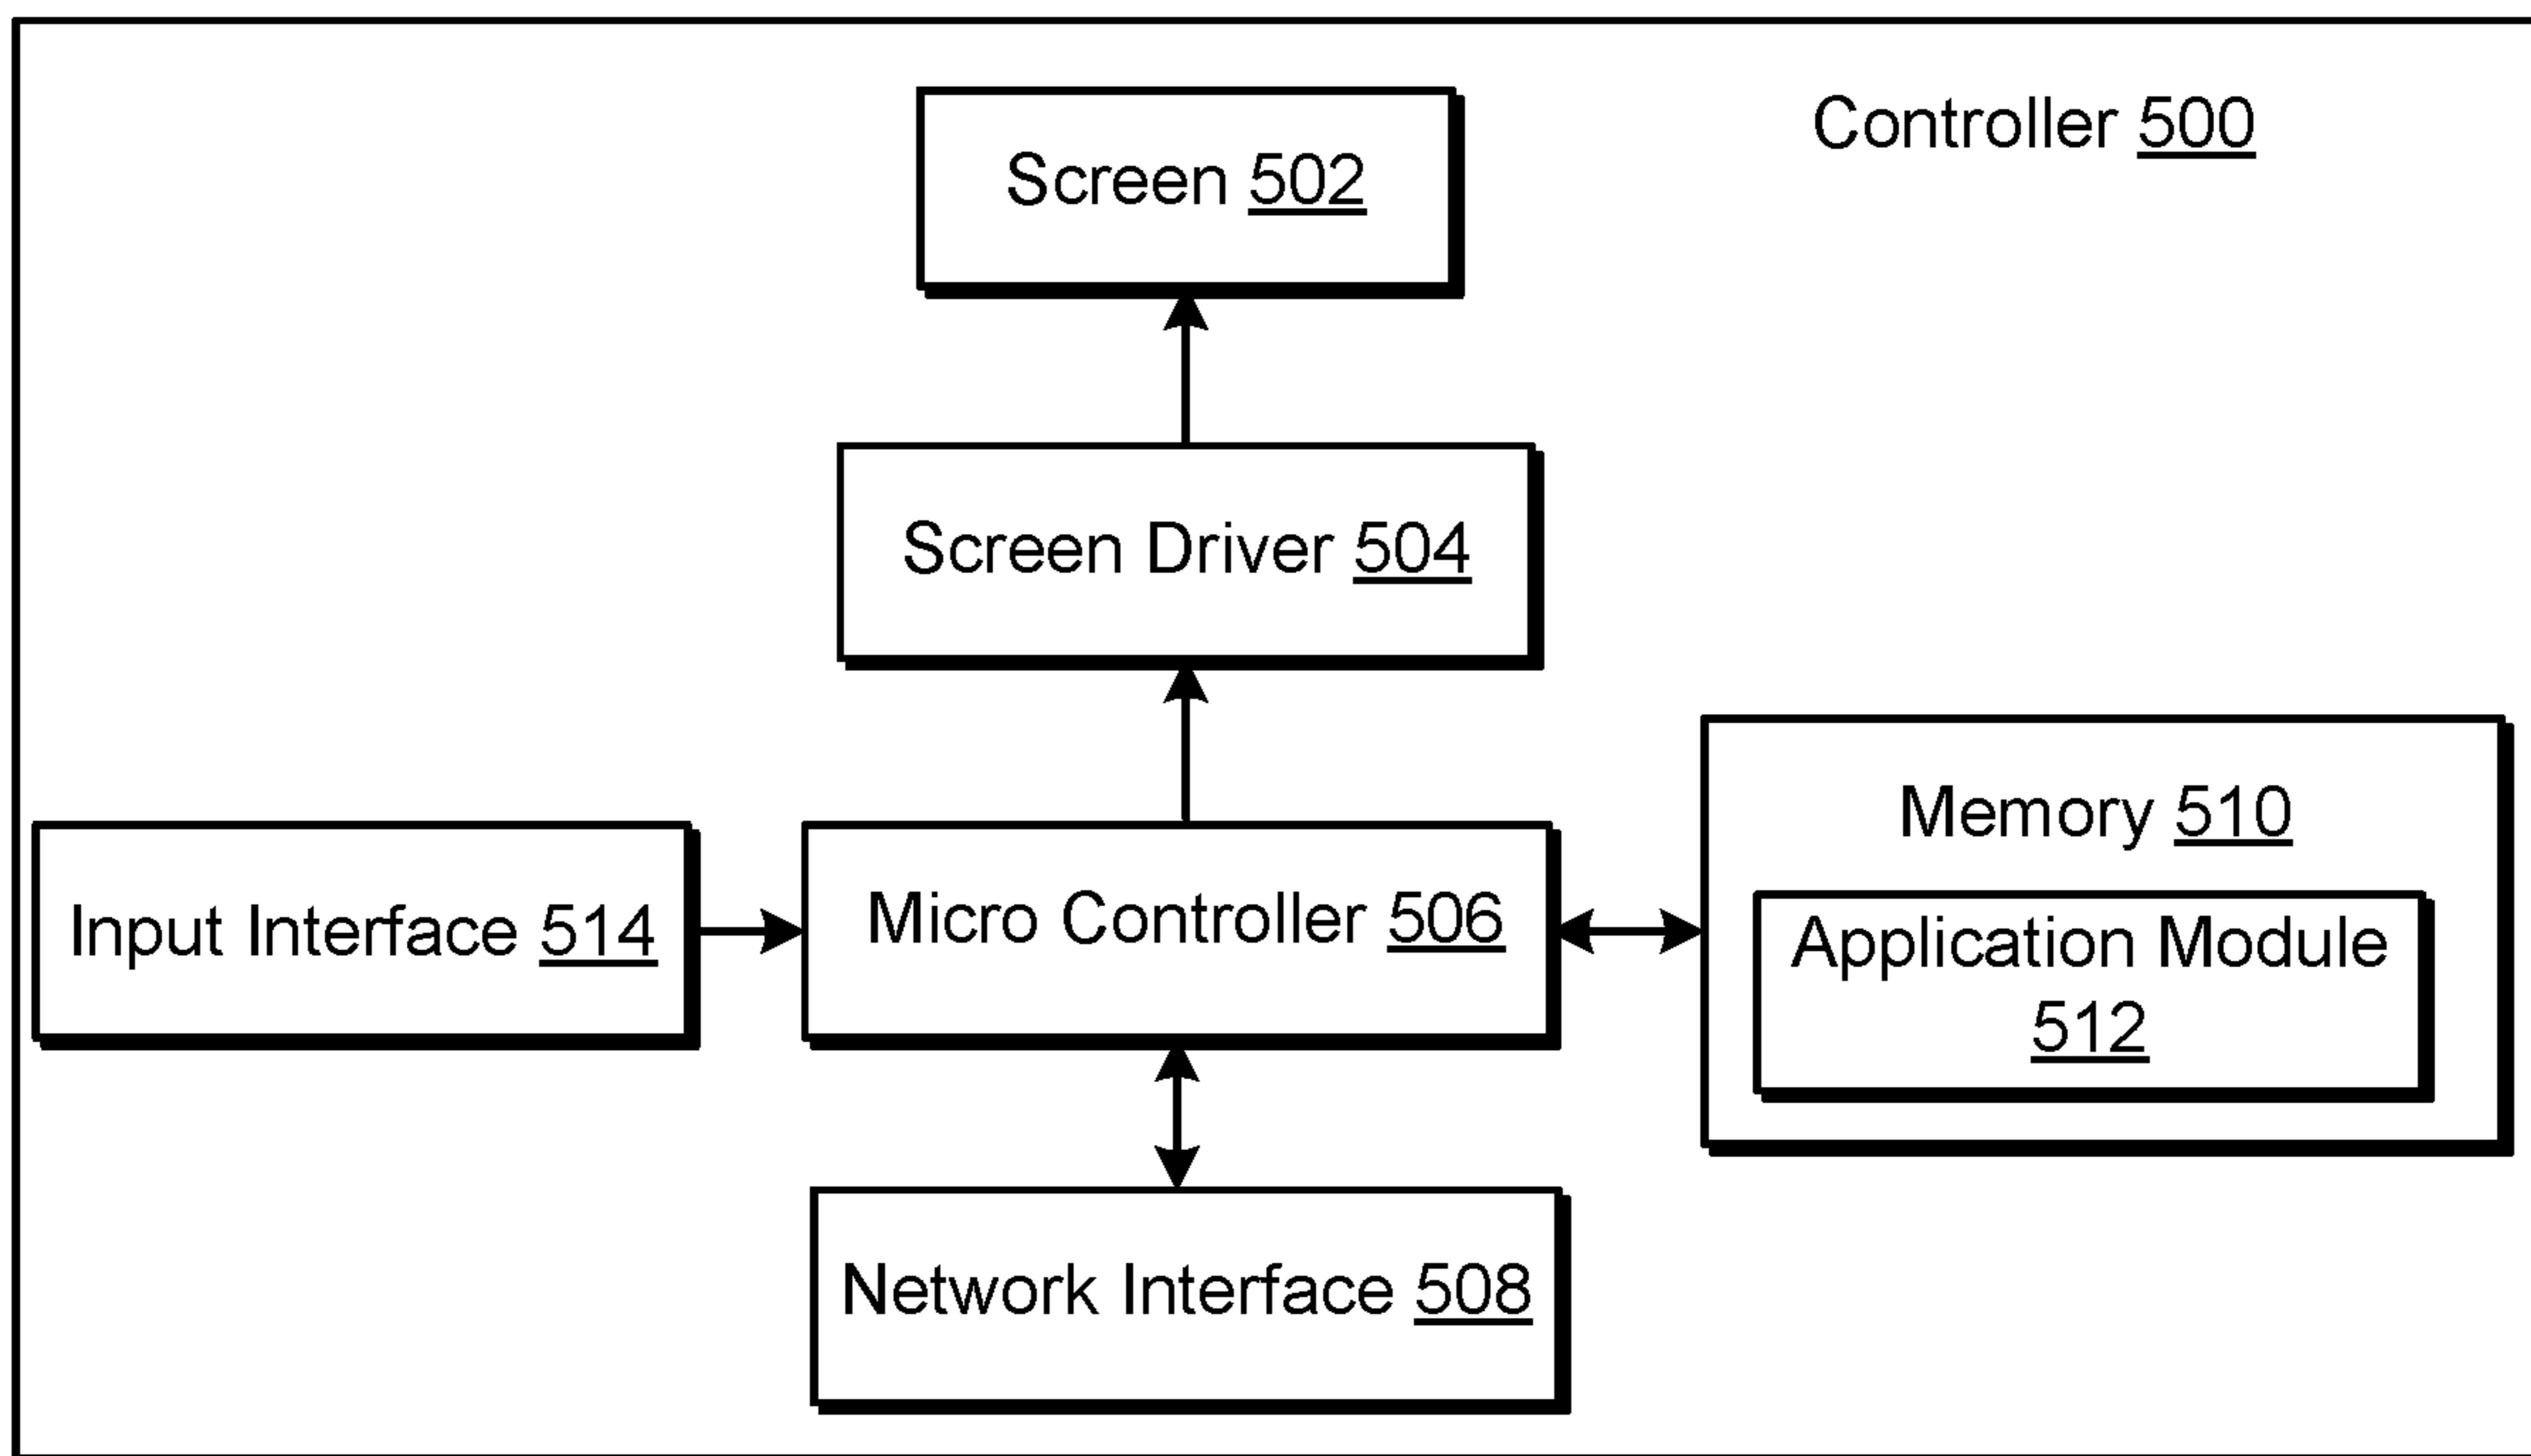 Controller 500
Screen 502
Screen Driver 504
Input Interface 514
Micro Controller 506
Memory 510
Application Module
512
Network Interface 508